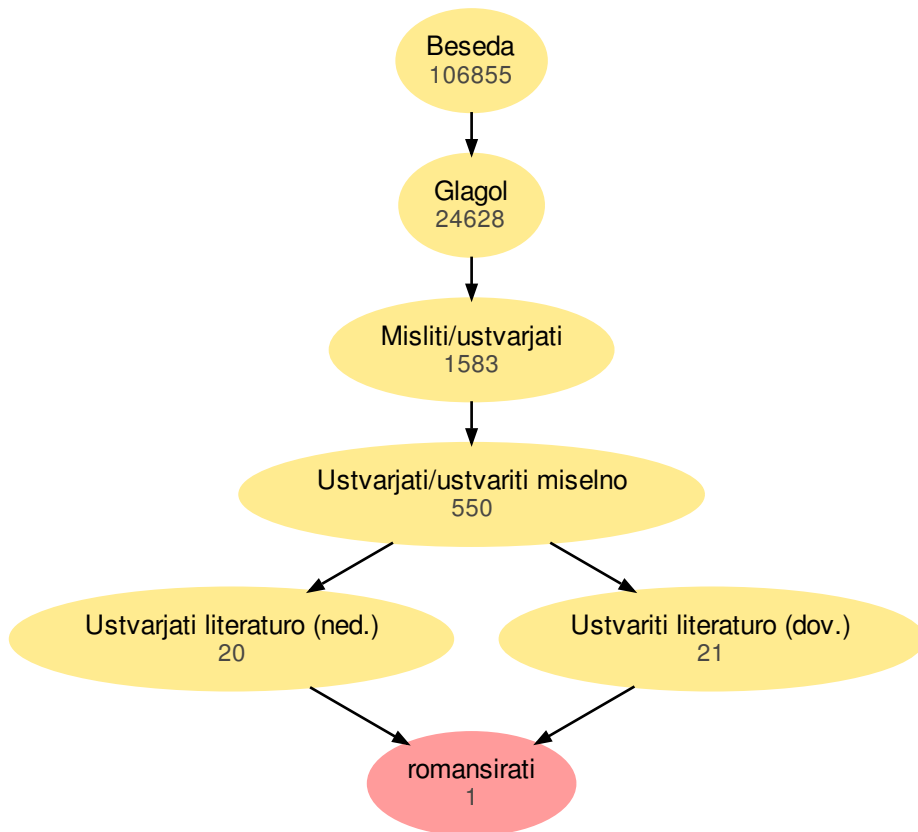 Beseda
106855
Glagol
24628
Misliti/ustvarjati
1583
Ustvarjati/ustvariti miselno
550
Ustvarjati literaturo (ned.)
20
Ustvariti literaturo (dov.)
21
romansirati
1